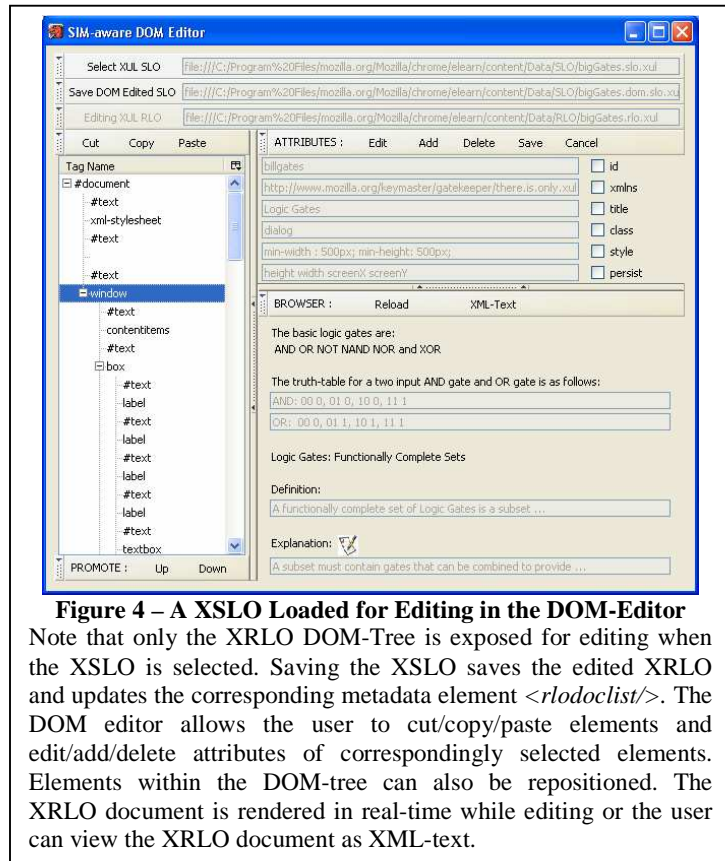 SIM-aware DOM Editor
Select XUL SLO file:///C:/Program%20Files/mozilla.org/Mozilla/chrome/elearn/content/Data/SLO/bigGates.slo.xul
Save DOM Edited SLO file:///C:/Program%20Files/mozilla.org/Mozilla/chrome/elearn/content/Data/SLO/bigGates.dom.slo.xu
Editing XUL RLO file:///C:/Program%20Files/mozilla.org/Mozilla/chrome/elearn/content/Data/RLO/bigGates.rlo.xul
Cut Copy Paste
Tag Name
#document
#text
xml-stylesheet
#text
#text
window
#text
contentitems
#text
box
#text
label
#text
label
#text
label
#text
label
#text
textbox
PROMOTE : Up Down
ATTRIBUTES : Edit Add Delete Save Cancel
billgates id
http://www.mozilla.org/keymaster/gatekeeper/there.is.only.xul xmlns
Logic Gates title
dialog class
min-width : 500px; min-height: 500px; style
height width screenX screenY persist
BROWSER : Reload XML-Text
The basic logic gates are:
AND OR NOT NAND NOR and XOR
The truth-table for a two input AND gate and OR gate is as follows:
AND: 00 0, 01 0, 10 0, 11 1
OR: 00 0, 01 1, 10 1, 11 1
Logic Gates: Functionally Complete Sets
Definition:
A functionally complete set of Logic Gates is a subset ...
Explanation:
A subset must contain gates that can be combined to provide ...
Figure 4 – A XSLO Loaded for Editing in the DOM-Editor
Note that only the XRLO DOM-Tree is exposed for editing when
the XSLO is selected. Saving the XSLO saves the edited XRLO
and updates the corresponding metadata element <rlodoclist/>. The
DOM editor allows the user to cut/copy/paste elements and
edit/add/delete attributes of correspondingly selected elements.
Elements within the DOM-tree can also be repositioned. The
XRLO document is rendered in real-time while editing or the user
can view the XRLO document as XML-text.